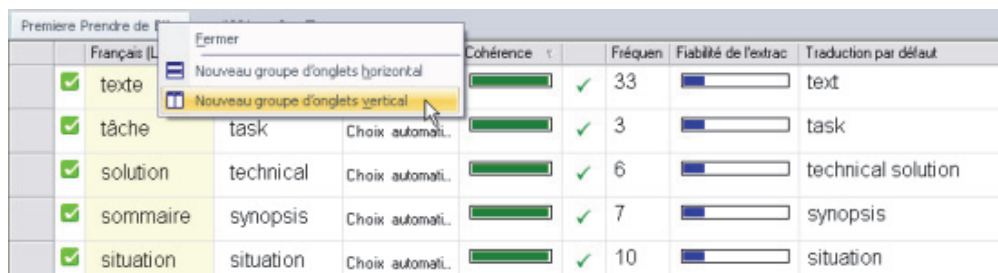 Premiere Prendre de
Fermer
Nouveau groupe d'onglets horizontal
Nouveau groupe d'onglets vertical
Français (L Cohérence Fréquen Fiabilité de l'extrac Traduction par défaut
texte 33 text
tâche task Choix automati.. 3 task
solution technical Choix automati.. 6 technical solution
sommaire synopsis Choix automati.. 7 synopsis
situation situation Choix automati.. 10 situation